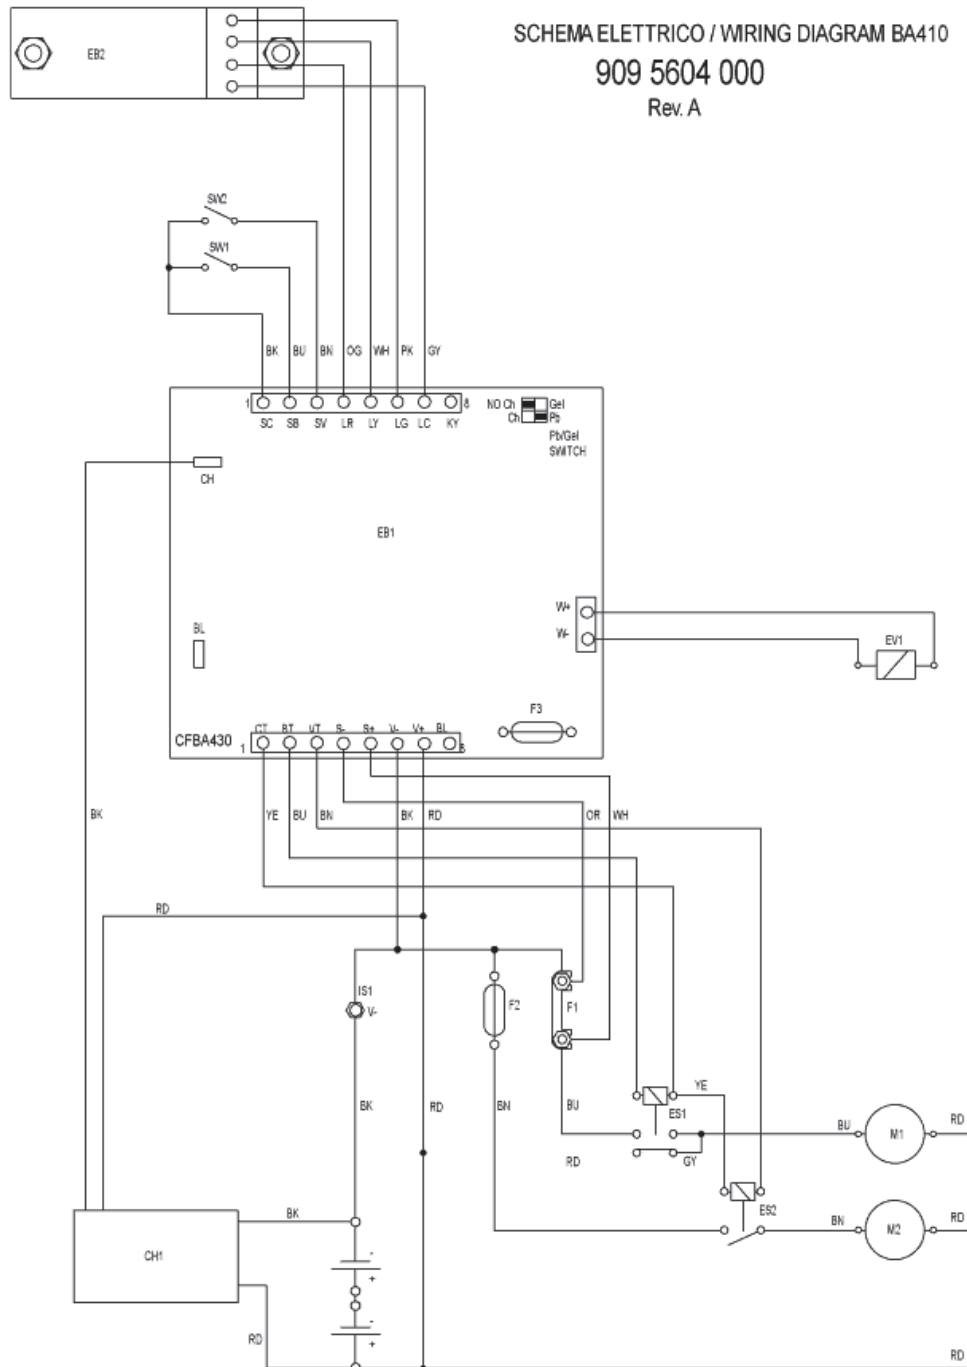 SCHEMA ELETTRICO / WIRING DIAGRAM BA410
909 5604 000
Rev. A
EB2
SW2
SW1
BK BU BN OG WH PK GY
1 8
SC SB SV LR LY LG LC KY
NO Ch Gel
Ch Pb
Pb/Gel
SWITCH
CH
EB1
W+
W-
EV1
BL
F3
CFBA430
CT BT VT S- S+ V- V+ BL
1 8
BK
YE BU BN BK RD OR WH
RD
IS1
V-
F2
F1
BK
RD
BN
BU
YE
ES1
RD
GY
BU
M1
RD
ES2
BN
M2
RD
BK
CH1
-
+
-
+
RD
RD